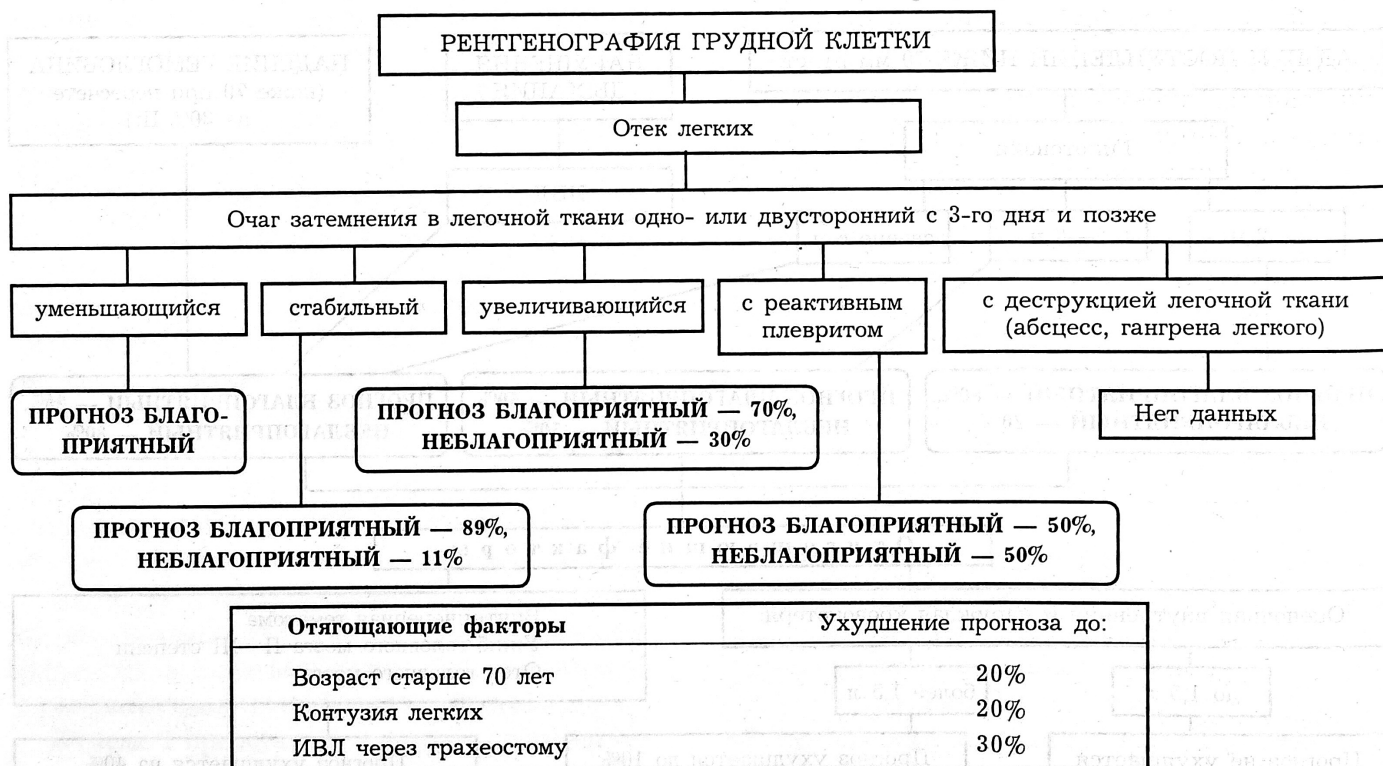 РЕНТГЕНОГРАФИЯ ГРУДНОЙ КЛЕТКИ
Отек легких
Очаг затемнения в легочной ткани одно- или двусторонний с 3-го дня и позже
уменьшающийся
стабильный
увеличивающийся
с реактивным
плевритом
с деструкцией легочной ткани
(абсцесс, гангрена легкого)
ПРОГНОЗ БЛАГО-
ПРИЯТНЫЙ
ПРОГНОЗ БЛАГОПРИЯТНЫЙ — 70%,
НЕБЛАГОПРИЯТНЫЙ — 30%
Нет данных
ПРОГНОЗ БЛАГОПРИЯТНЫЙ — 89%,
НЕБЛАГОПРИЯТНЫЙ — 11%
ПРОГНОЗ БЛАГОПРИЯТНЫЙ — 50%,
НЕБЛАГОПРИЯТНЫЙ — 50%
Отягощающие факторы Ухудшение прогноза до:
Возраст старше 70 лет 20%
Контузия легких 20%
ИВЛ через трахеостому 30%